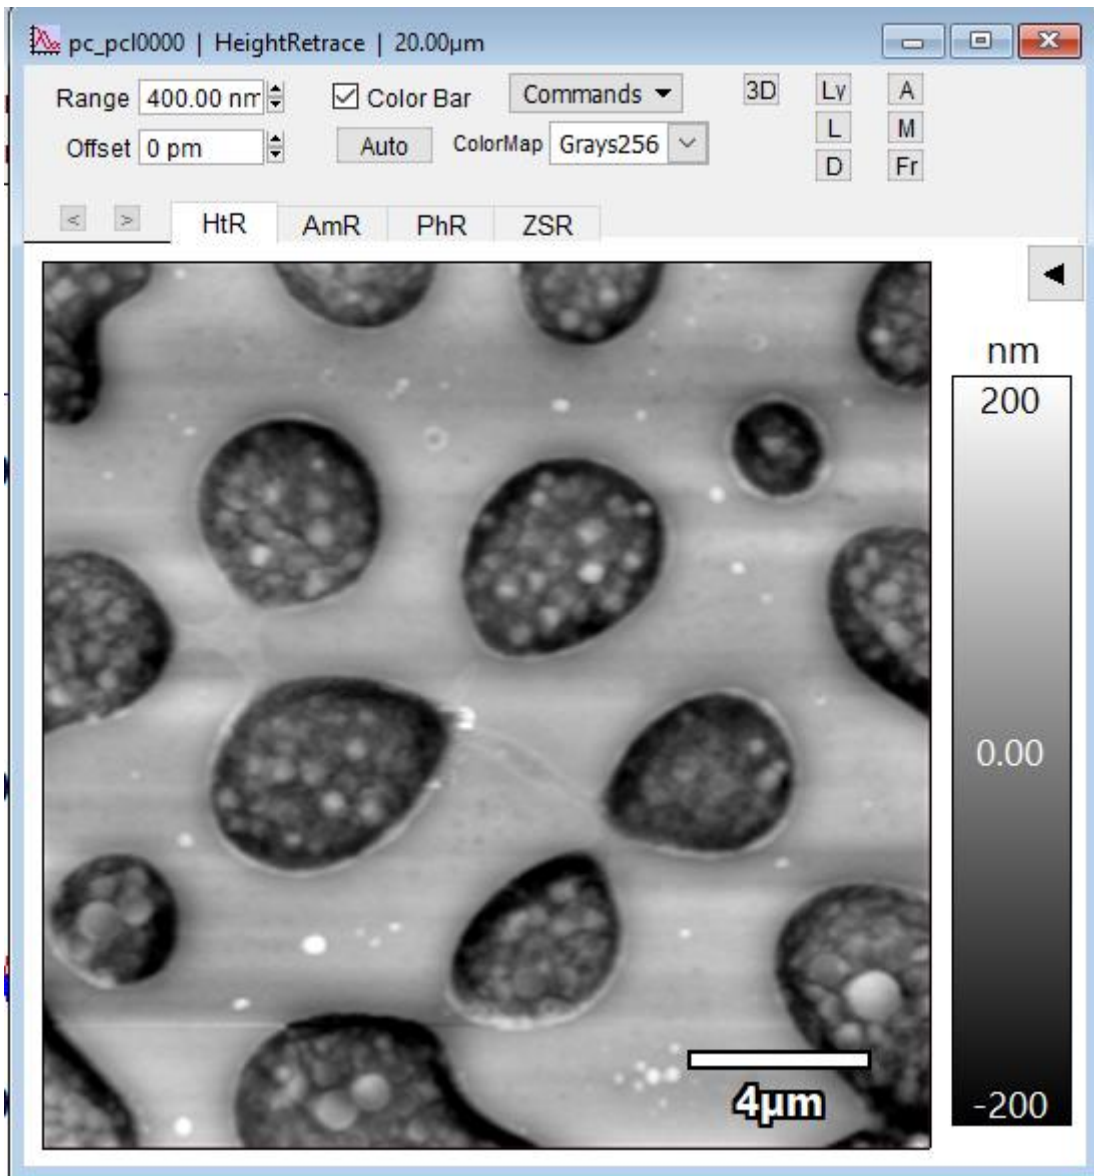 pc_pcl0000 | HeightRetrace | 20.00µm
Range 400.00 nm Color Bar Commands 3D Lγ A
Offset 0 pm Auto ColorMap Grays256 L M
D Fr
< > HtR AmR PhR ZSR
nm
200
0.00
-200
4µm